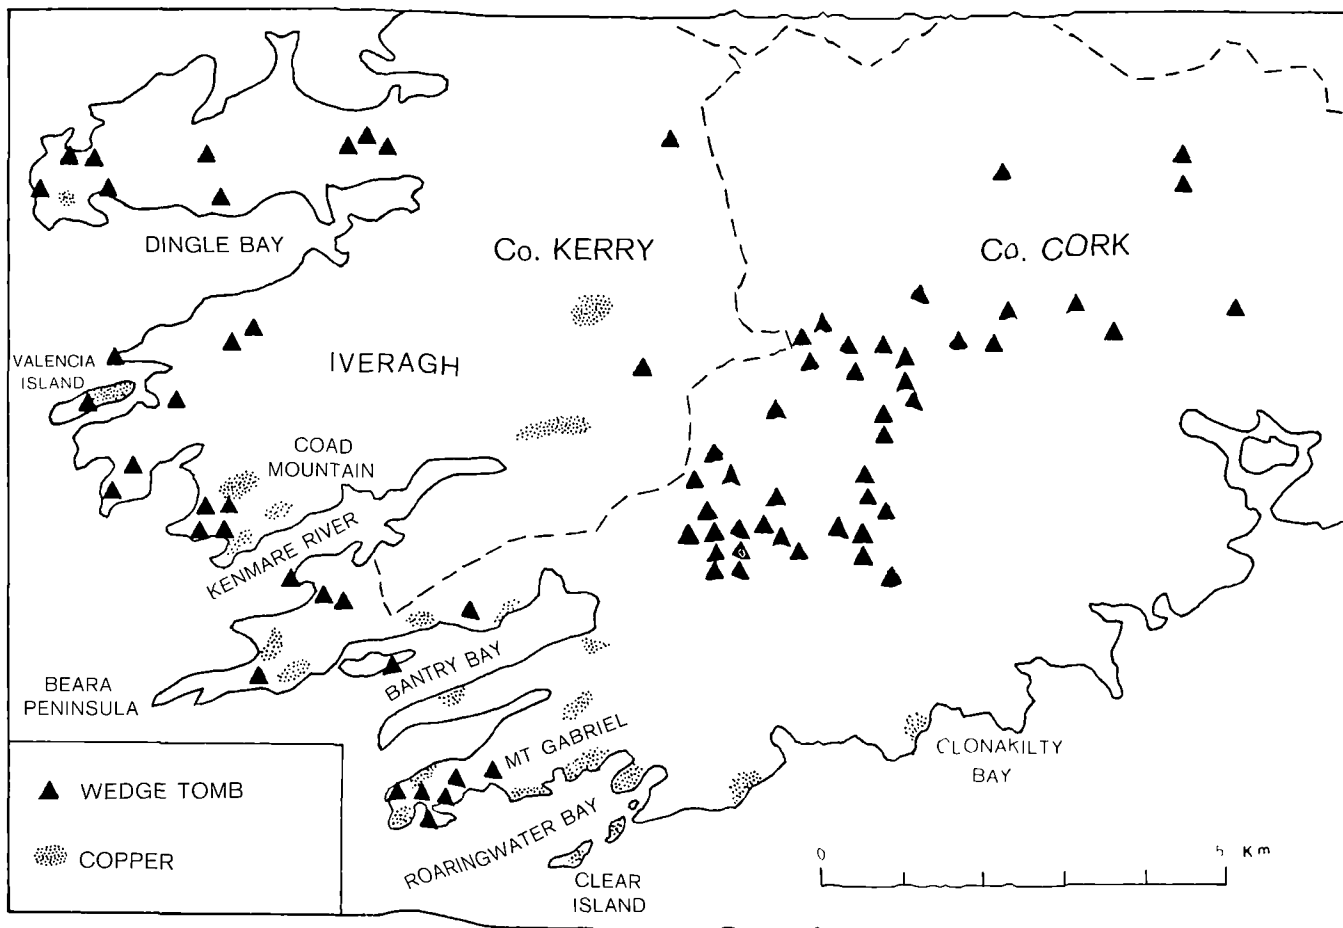 DINGLE BAY
Co. KERRY
Co. CORK
VALENCIA
ISLAND
IVERAGH
COAD
MOUNTAIN
KENMARE RIVER
BEARA
PENINSULA
BANTRY BAY
MT GABRIEL
CLONAKILTY
BAY
ROARINGWATER BAY
CLEAR
ISLAND
WEDGE TOMB
COPPER
0 5 Km